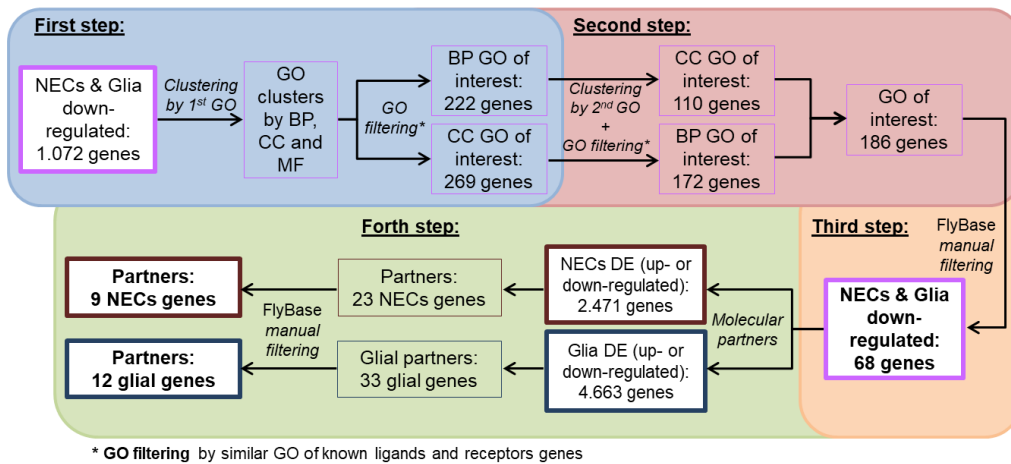 First step:
NECs & Glia
down-
regulated:
1.072 genes
Clustering
by 1st GO
GO
clusters
by BP,
CC and
MF
GO
filtering*
BP GO of
interest:
222 genes
CC GO of
interest:
269 genes
Second step:
Clustering
by 2nd GO
+
GO filtering*
CC GO of
interest:
110 genes
BP GO of
interest:
172 genes
GO of
interest:
186 genes
Third step:
FlyBase
manual
filtering
NECs & Glia
down-
regulated:
68 genes
Forth step:
Molecular
partners
NECs DE (up- or
down-regulated):
2.471 genes
Glia DE (up- or
down-regulated):
4.663 genes
Partners:
23 NECs genes
Glial partners:
33 glial genes
FlyBase
manual
filtering
Partners:
9 NECs genes
Partners:
12 glial genes
* GO filtering by similar GO of known ligands and receptors genes